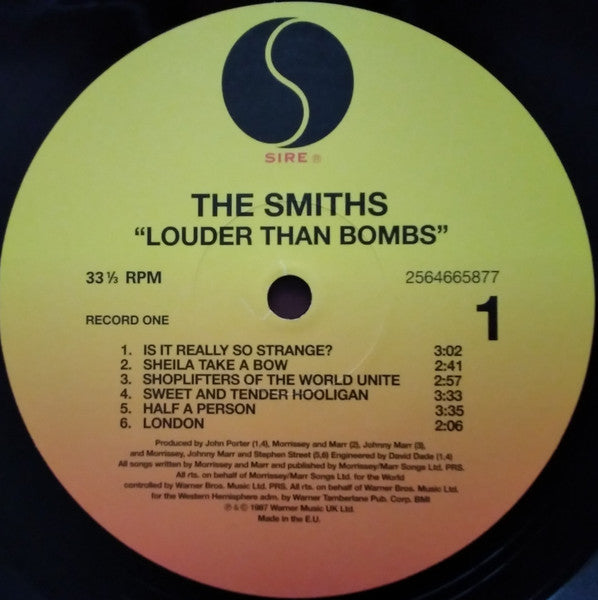 SIRE ®
THE SMITHS
“LOUDER THAN BOMBS”
33 ⅓ RPM
2564665877
1
RECORD ONE
1. IS IT REALLY SO STRANGE? 3:02
2. SHEILA TAKE A BOW 2:41
3. SHOPLIFTERS OF THE WORLD UNITE 2:57
4. SWEET AND TENDER HOOLIGAN 3:33
5. HALF A PERSON 3:35
6. LONDON 2:06
Produced by John Porter (1,4), Morrissey and Marr (2), Johnny Marr (3),
and Morrissey, Johnny Marr and Stephen Street (5,6) Engineered by David Dade (1,4)
All songs written by Morrissey and Marr and published by Morrissey/Marr Songs Ltd. PRS.
All rts. on behalf of Morrissey/Marr Songs Ltd. for the World
controlled by Warner Bros. Music Ltd. PRS. All rts. on behalf of Warner Bros. Music Ltd.
for the Western Hemisphere adm. by Warner Tamberlane Pub. Corp. BMI
℗ & © 1987 Warner Music UK Ltd.
Made in the E.U.